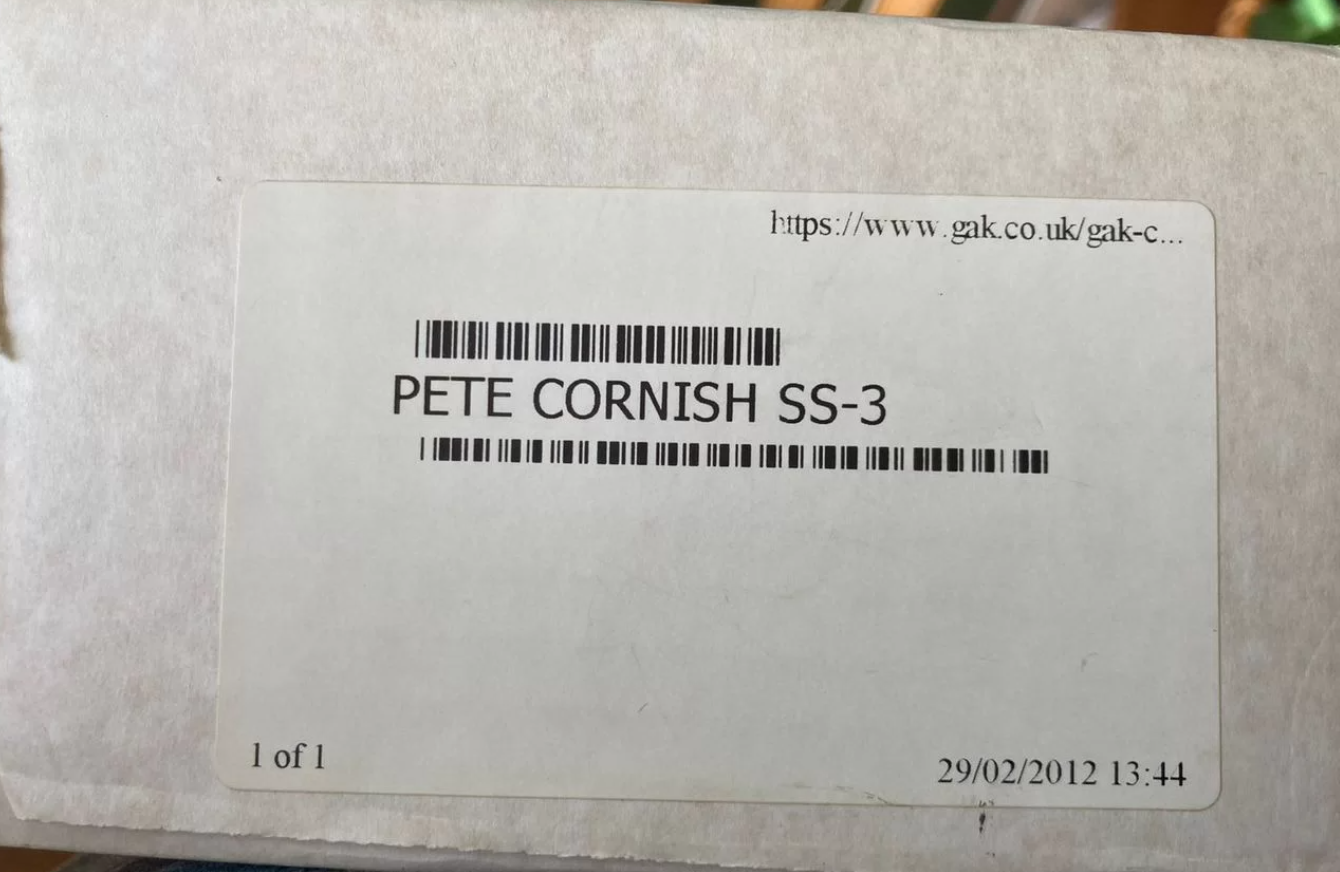 https://www.gak.co.uk/gak-c...
PETE CORNISH SS-3
1 of 1
29/02/2012 13:44